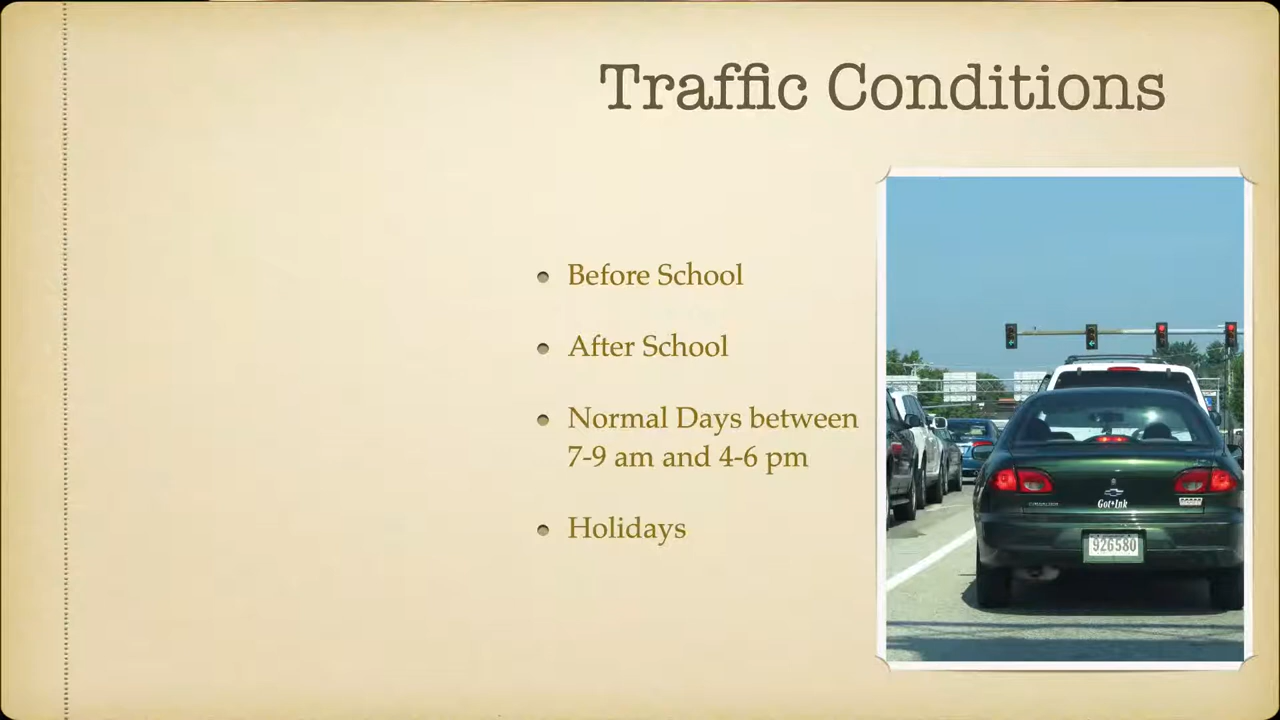 Traffic Conditions
Before School
After School
Normal Days between
7-9 am and 4-6 pm
Holidays
Got•Ink
926580